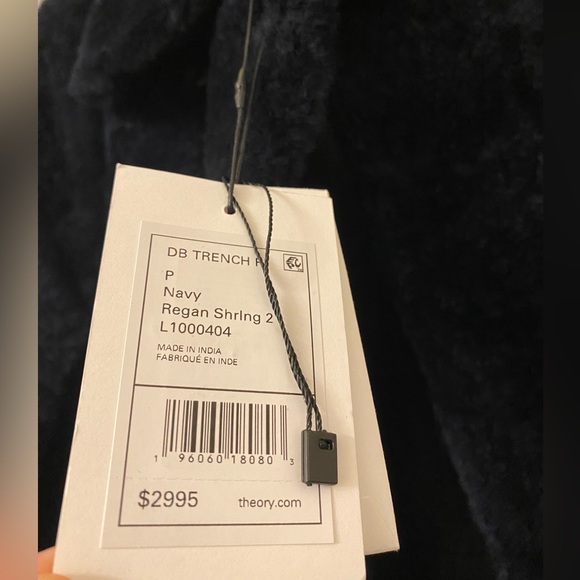 DB TRENCH
P
Navy
Regan Shrlng 2
L1000404
MADE IN INDIA
FABRIQUÉ EN INDE
1 96060 18080 3
$2995 theory.com